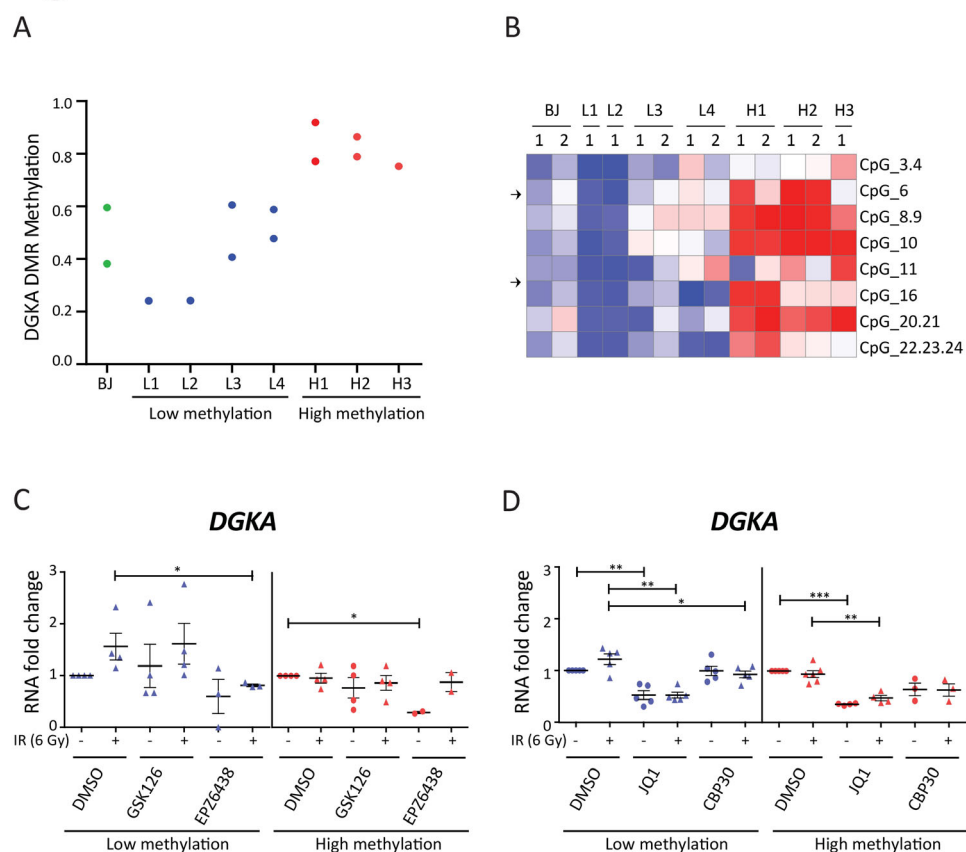 A
DGKA DMR Methylation
1.0
0.8
0.6
0.4
0.2
0.0
BJ L1 L2 L3 L4 H1 H2 H3
Low methylation High methylation
B
BJ L1 L2 L3 L4 H1 H2 H3
1 2 1 1 1 2 1 2 1 2 1 2 1
CpG_3.4
CpG_6
CpG_8.9
CpG_10
CpG_11
CpG_16
CpG_20.21
CpG_22.23.24
C
DGKA
RNA fold change
3
2
1
0
* *
IR (6 Gy) - + - + - + - + - + - +
DMSO GSK126 EPZ6438 DMSO GSK126 EPZ6438
Low methylation High methylation
D
DGKA
RNA fold change
3
2
1
0
**
**
*
***
**
IR (6 Gy) - + - + - + - + - + - +
DMSO JQ1 CBP30 DMSO JQ1 CBP30
Low methylation High methylation